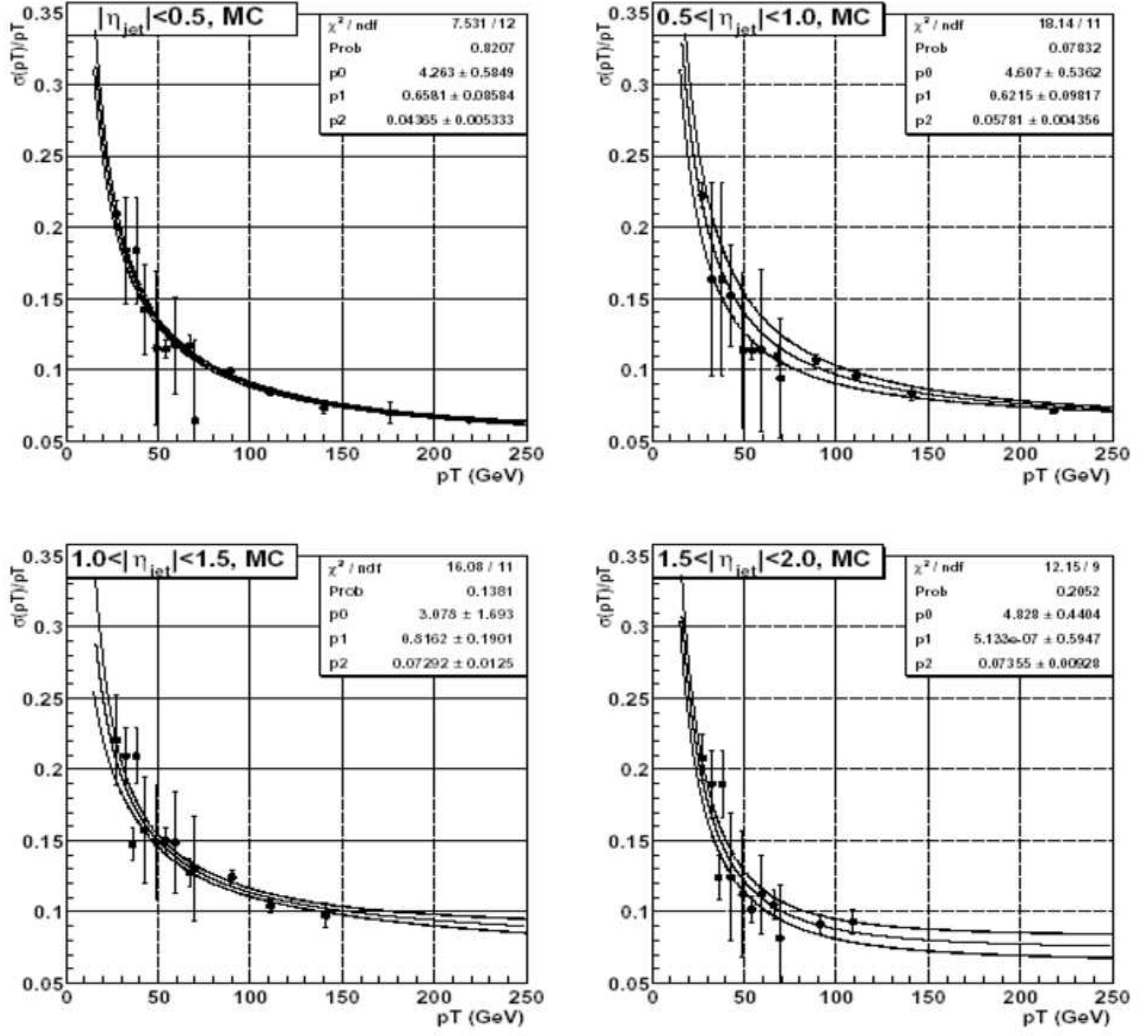 |η_jet|<0.5, MC
χ² / ndf 7.531 / 12
Prob 0.8207
p0 4.263 ± 0.5849
p1 0.6581 ± 0.08584
p2 0.04365 ± 0.005333
σ(pT)/pT
0.35
0.3
0.25
0.2
0.15
0.1
0.05
0 50 100 150 200 250
pT (GeV)
0.5<|η_jet|<1.0, MC
χ² / ndf 18.14 / 11
Prob 0.07832
p0 4.607 ± 0.5362
p1 0.6215 ± 0.09817
p2 0.05781 ± 0.004356
σ(pT)/pT
0.35
0.3
0.25
0.2
0.15
0.1
0.05
0 50 100 150 200 250
pT (GeV)
1.0<|η_jet|<1.5, MC
χ² / ndf 16.08 / 11
Prob 0.1381
p0 3.078 ± 1.693
p1 0.8162 ± 0.1901
p2 0.07292 ± 0.0125
σ(pT)/pT
0.35
0.3
0.25
0.2
0.15
0.1
0.05
0 50 100 150 200 250
pT (GeV)
1.5<|η_jet|<2.0, MC
χ² / ndf 12.15 / 9
Prob 0.2052
p0 4.828 ± 0.4404
p1 5.133e-07 ± 0.5947
p2 0.07355 ± 0.00928
σ(pT)/pT
0.35
0.3
0.25
0.2
0.15
0.1
0.05
0 50 100 150 200 250
pT (GeV)